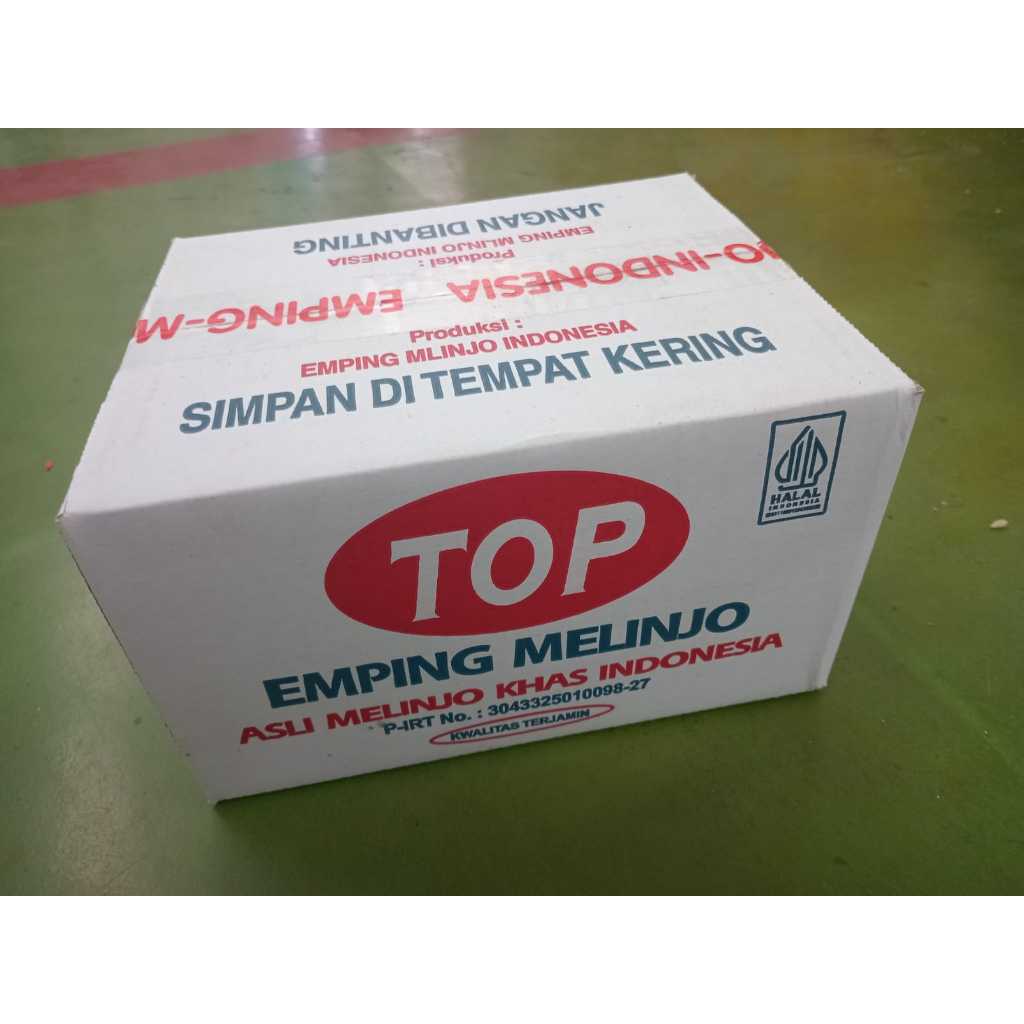 JANGAN DIBANTING
EMPING MLINJO INDONESIA
Produksi :
JO-INDONESIA EMPING-M
Produksi :
EMPING MLINJO INDONESIA
SIMPAN DI TEMPAT KERING
HALAL
INDONESIA
TOP
EMPING MELINJO
ASLI MELINJO KHAS INDONESIA
P-IRT No. : 3043325010098-27
KWALITAS TERJAMIN